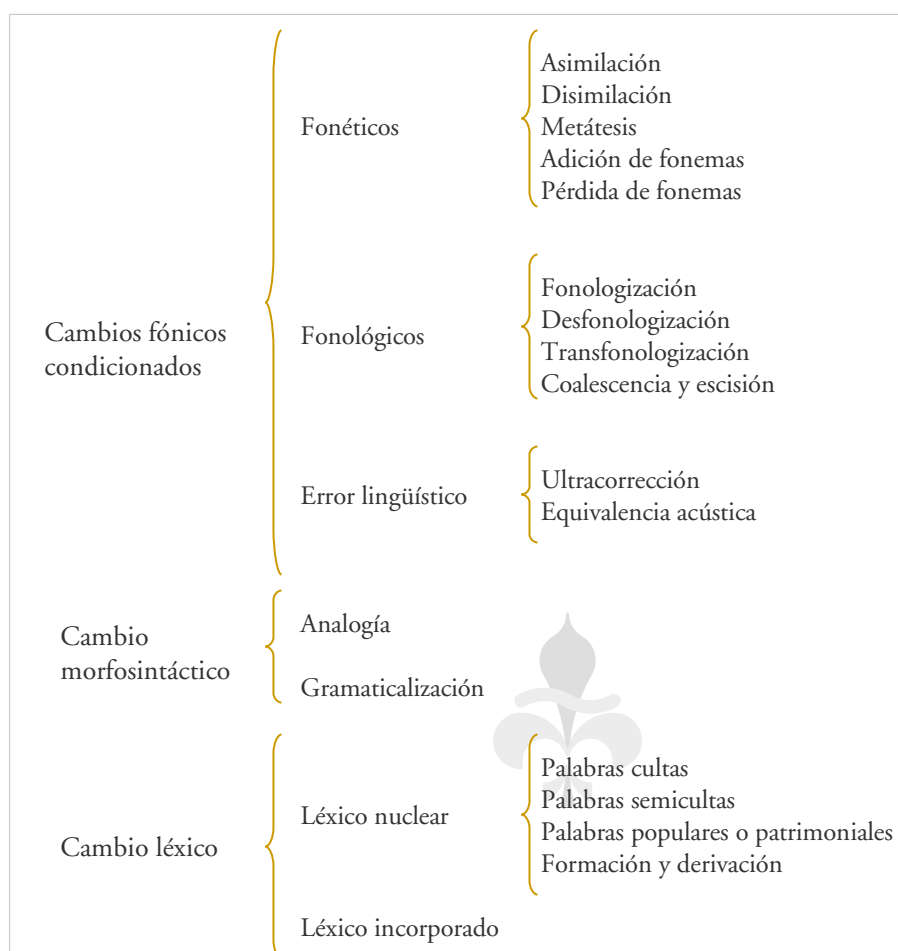 Cambios fónicos
condicionados
Fonéticos
Asimilación
Disimilación
Metátesis
Adición de fonemas
Pérdida de fonemas
Fonológicos
Fonologización
Desfonologización
Transfonologización
Coalescencia y escisión
Error lingüístico
Ultracorrección
Equivalencia acústica
Cambio
morfosintáctico
Analogía
Gramaticalización
Cambio léxico
Léxico nuclear
Palabras cultas
Palabras semicultas
Palabras populares o patrimoniales
Formación y derivación
Léxico incorporado